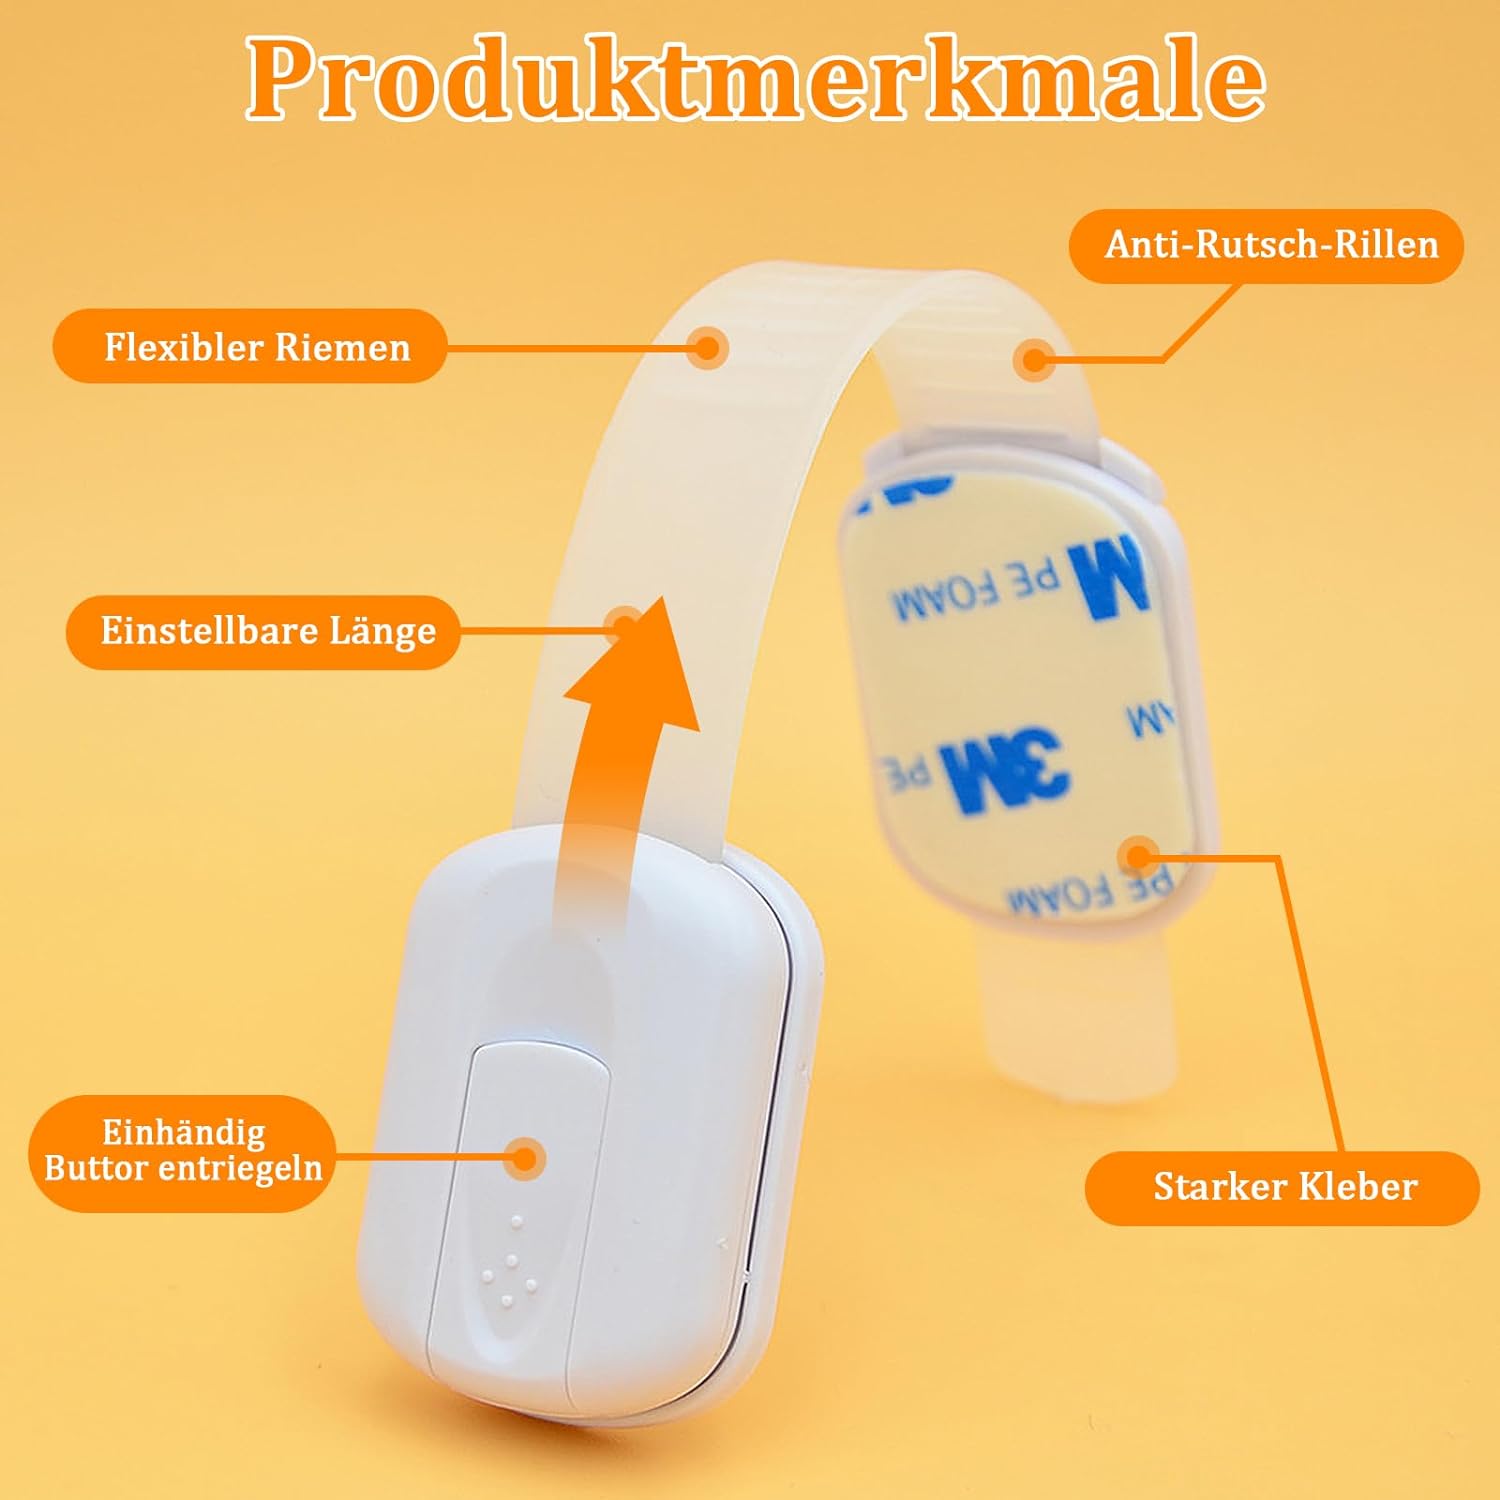 Produktmerkmale
Anti-Rutsch-Rillen
Flexibler Riemen
M
PE FOAM
Einstellbare Länge
3M
PE
PE FOAM
Einhändig
Buttor entriegeln
Starker Kleber